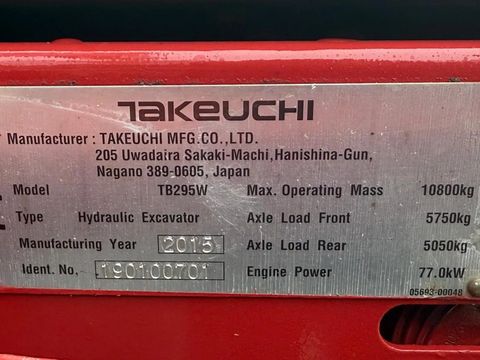 TAKEUCHI
Manufacturer : TAKEUCHI MFG.CO.,LTD.
205 Uwadaira Sakaki-Machi,Hanishina-Gun,
Nagano 389-0605, Japan
Model TB295W Max. Operating Mass 10800kg
Type Hydraulic Excavator Axle Load Front 5750kg
Manufacturing Year 2015 Axle Load Rear 5050kg
Ident. No. 190100701 Engine Power 77.0kW
05693-00048